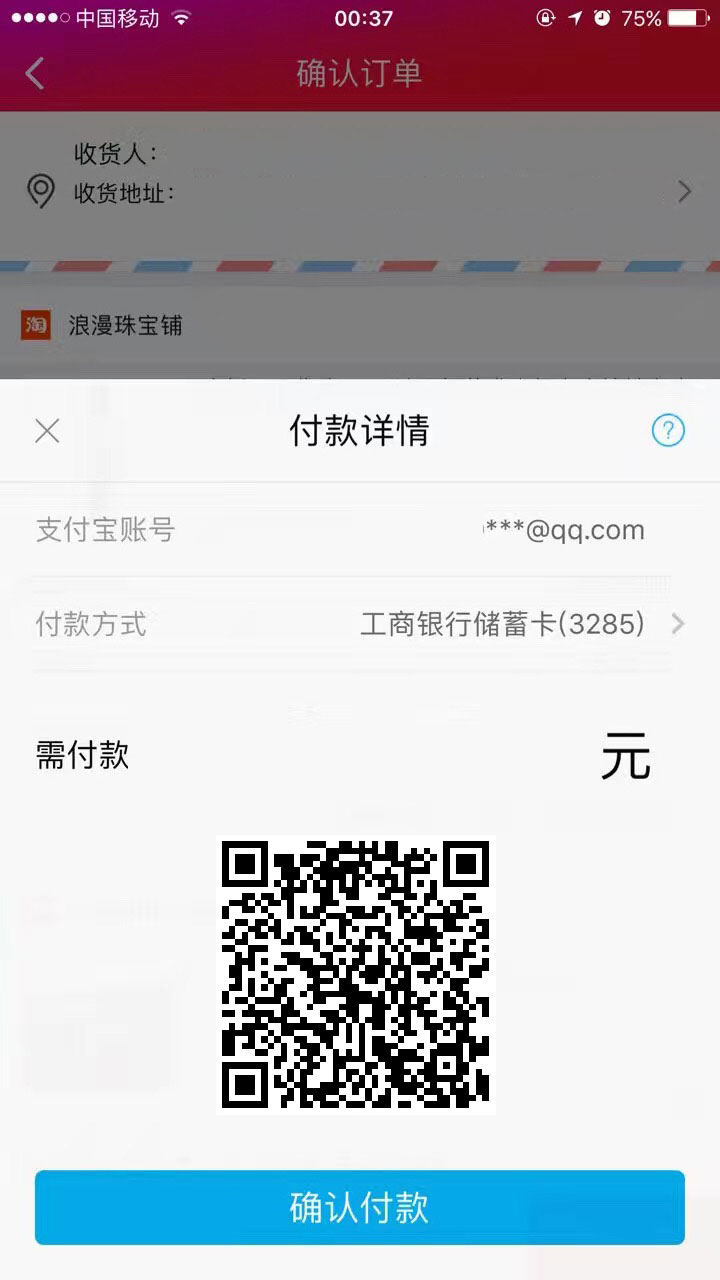 中国移动
00:37
75%
确认订单
收货人：
收货地址：
淘 浪漫珠宝铺
付款详情
?
支付宝账号 ***@qq.com
付款方式 工商银行储蓄卡(3285)
需付款 元
确认付款